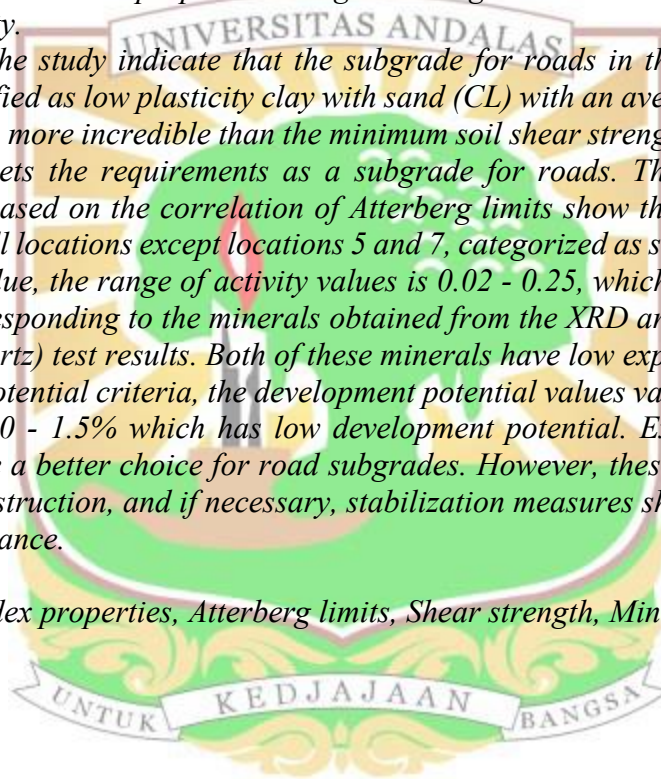 y.
UNIVERSITAS ANDALAS
he study indicate that the subgrade for roads in th
fied as low plasticity clay with sand (CL) with an ave
more incredible than the minimum soil shear streng
ets the requirements as a subgrade for roads. Th
ased on the correlation of Atterberg limits show th
ll locations except locations 5 and 7, categorized as s
lue, the range of activity values is 0.02 - 0.25, which
esponding to the minerals obtained from the XRD an
rtz) test results. Both of these minerals have low exp
otential criteria, the development potential values va
0 - 1.5% which has low development potential. Ex
a better choice for road subgrades. However, thes
struction, and if necessary, stabilization measures sh
ance.
dex properties, Atterberg limits, Shear strength, Min
UNTUK KEDJAJAAN BANGSA